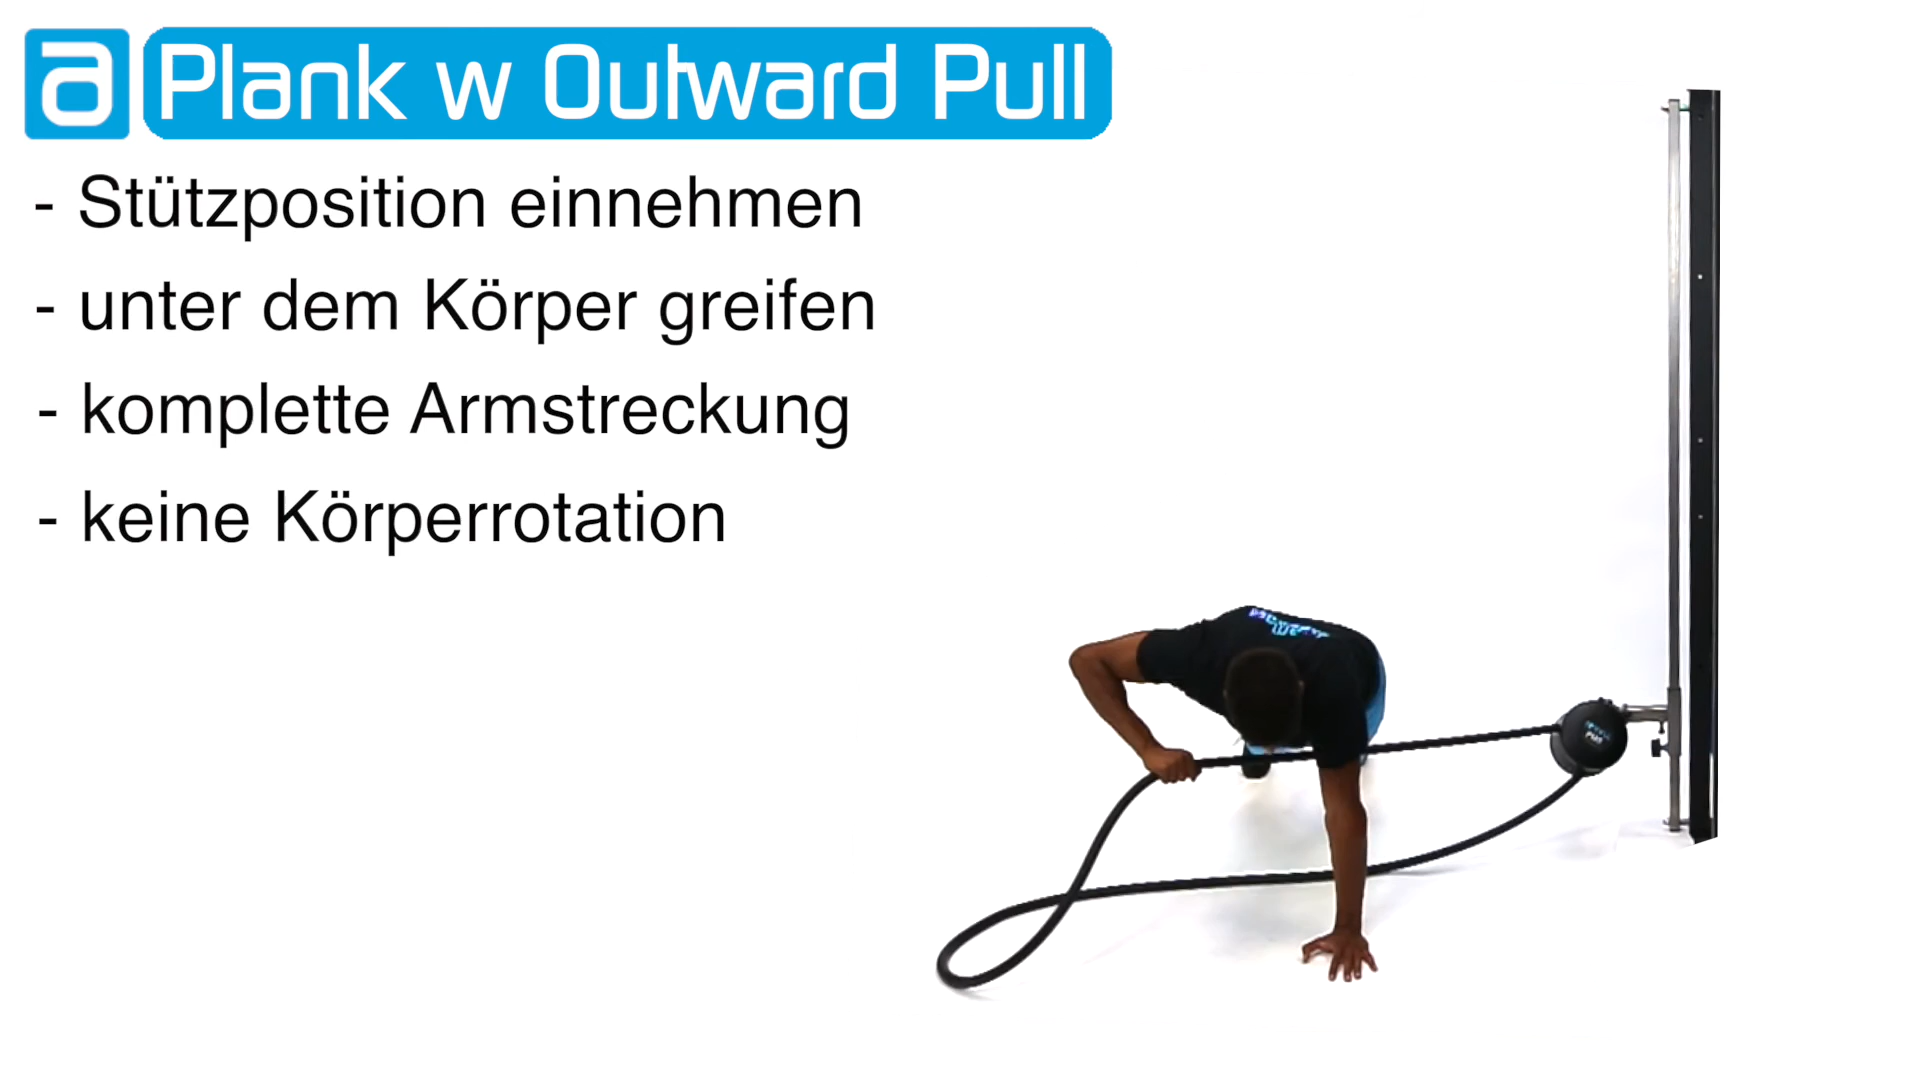 a Plank w Outward Pull
- Stützposition einnehmen
- unter dem Körper greifen
- komplette Armstreckung
- keine Körperrotation